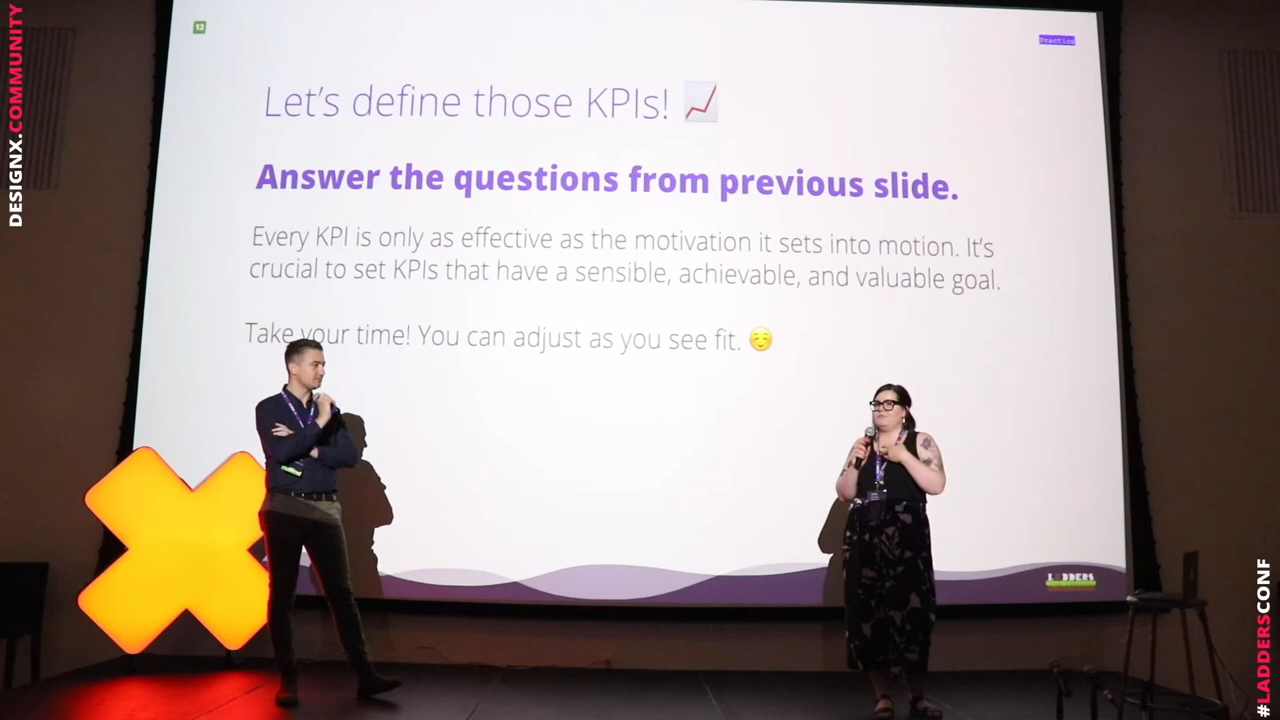 DESIGNX.COMMUNITY
12
Practice
Let's define those KPIs!
Answer the questions from previous slide.
Every KPI is only as effective as the motivation it sets into motion. It's
crucial to set KPIs that have a sensible, achievable, and valuable goal.
Take your time! You can adjust as you see fit.
LADDERS
#LADDERSCONF